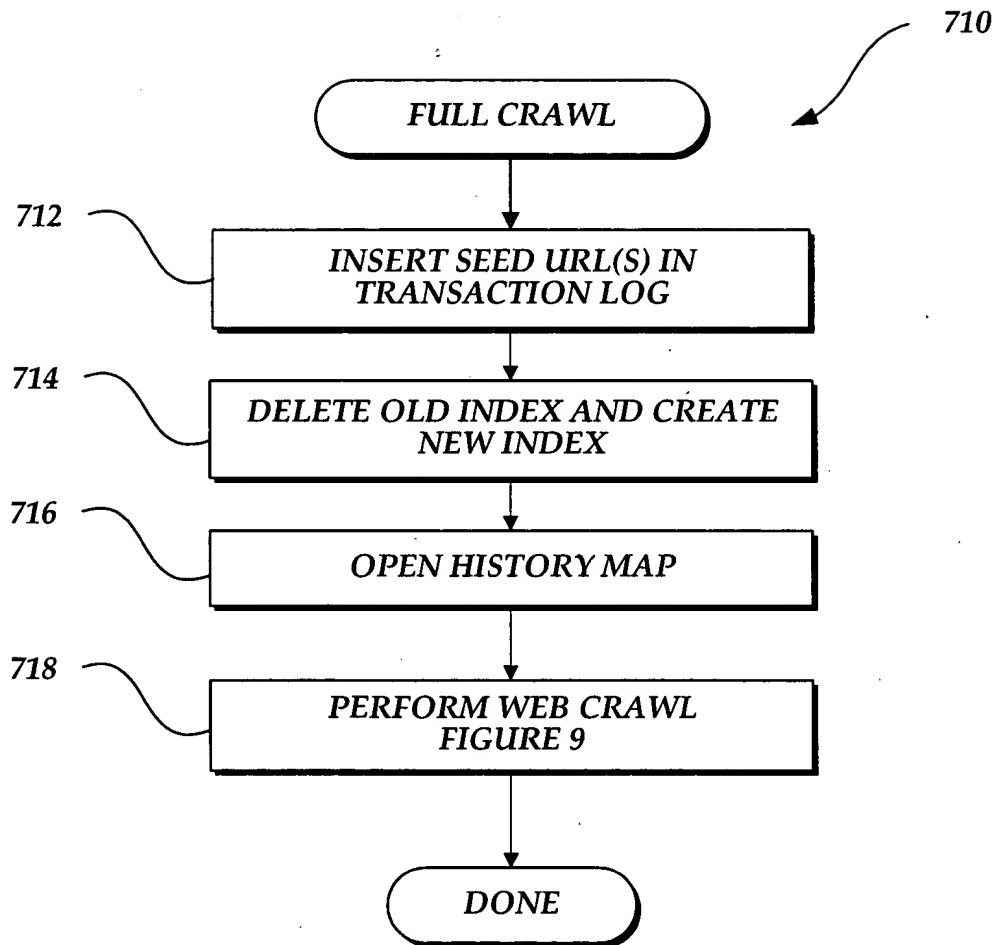 710
FULL CRAWL
712
INSERT SEED URL(S) IN
TRANSACTION LOG
714
DELETE OLD INDEX AND CREATE
NEW INDEX
716
OPEN HISTORY MAP
718
PERFORM WEB CRAWL
FIGURE 9
DONE